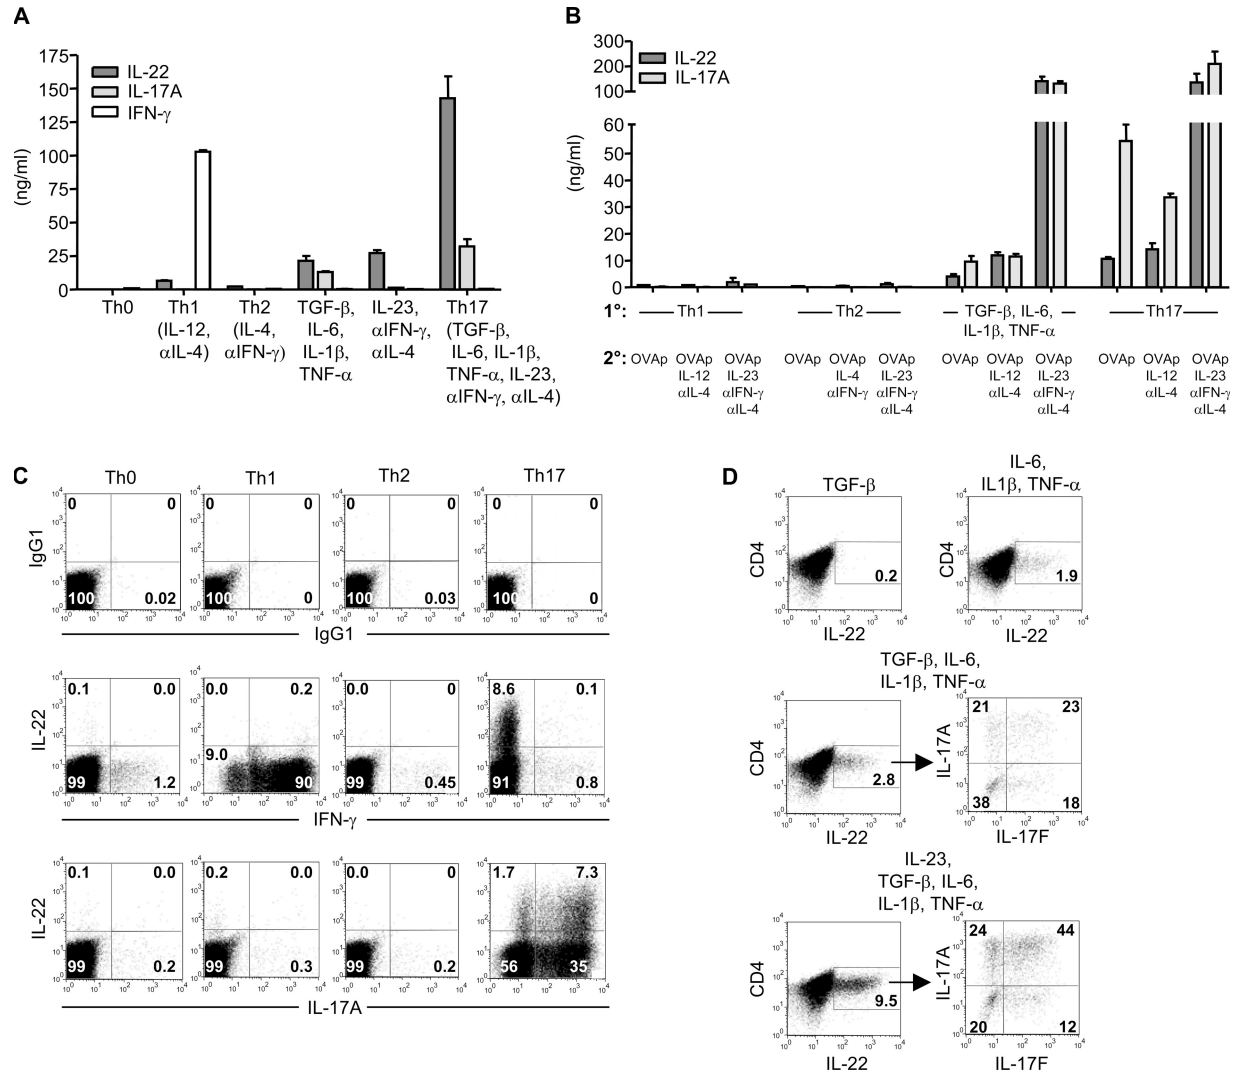 A
175
150
125
100
75
50
25
0
(ng/ml)
IL-22
IL-17A
IFN-γ
Th0
Th1
(IL-12,
αIL-4)
Th2
(IL-4,
αIFN-γ)
TGF-β,
IL-6,
IL-1β,
TNF-α
IL-23,
αIFN-γ,
αIL-4
Th17
(TGF-β,
IL-6, IL-1β,
TNF-α, IL-23,
αIFN-γ, αIL-4)
B
300
200
100
60
50
40
30
20
10
0
(ng/ml)
IL-22
IL-17A
1°: Th1 Th2 TGF-β, IL-6, Th17
IL-1β, TNF-α
2°: OVAp OVAp OVAp OVAp OVAp OVAp OVAp OVAp OVAp OVAp OVAp OVAp
IL-12 IL-23 IL-4 IL-23 IL-12 IL-23 IL-12 IL-23
αIL-4 αIFN-γ αIFN-γ αIFN-γ αIL-4 αIFN-γ αIL-4 αIFN-γ
αIL-4 αIL-4 αIL-4 αIL-4
C
Th0 Th1 Th2 Th17
IgG1
0 0 0 0 0 0 0 0
100 0.02 100 0 100 0.03 100 0
IgG1
IL-22
0.1 0.0 0.0 0.2 0.0 0 8.6 0.1
9.0
99 1.2 90 99 0.45 91 0.8
IFN-γ
IL-22
0.1 0.0 0.2 0.0 0.0 0 1.7 7.3
99 0.2 99 0.3 99 0.2 56 35
IL-17A
D
TGF-β
CD4
0.2
IL-22
IL-6,
IL1β, TNF-α
CD4
1.9
IL-22
TGF-β, IL-6,
IL-1β, TNF-α
CD4
2.8
IL-22
IL-17A
21 23
38 18
IL-17F
IL-23,
TGF-β, IL-6,
IL-1β, TNF-α
CD4
9.5
IL-22
IL-17A
24 44
20 12
IL-17F